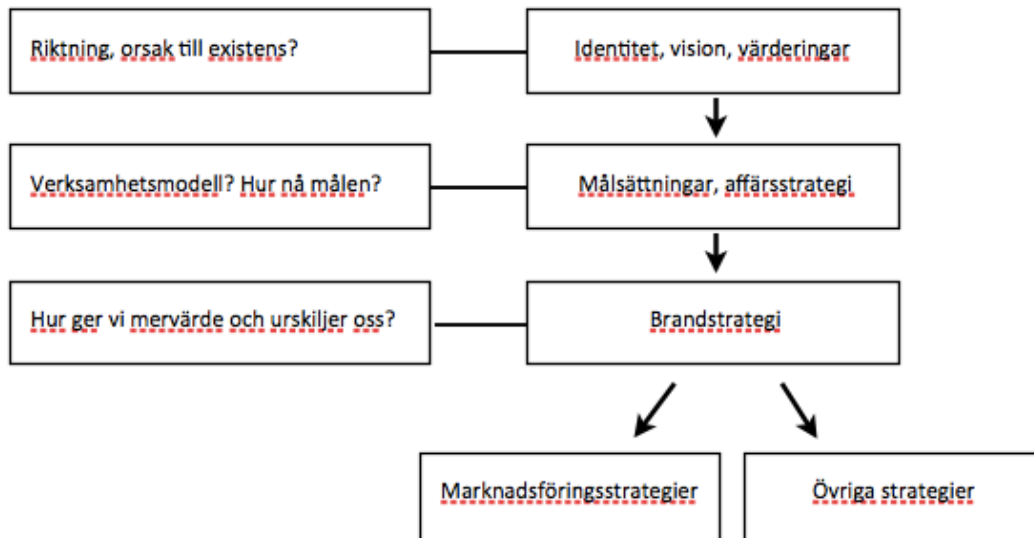 Riktning, orsak till existens?
Identitet, vision, värderingar
Verksamhetsmodell? Hur nå målen?
Målsättningar, affärsstrategi
Hur ger vi mervärde och urskiljer oss?
Brandstrategi
Marknadsföringsstrategier
Övriga strategier